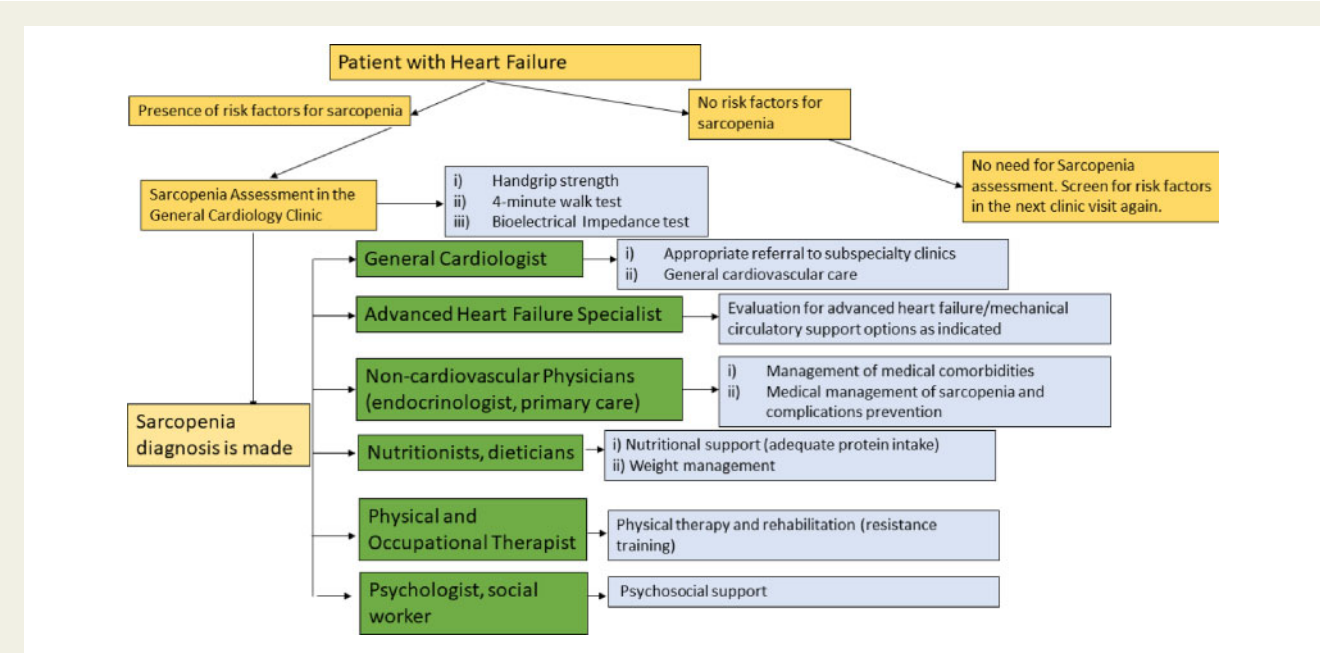 Patient with Heart Failure
Presence of risk factors for sarcopenia
No risk factors for
sarcopenia
No need for Sarcopenia
assessment. Screen for risk factors
in the next clinic visit again.
Sarcopenia Assessment in the
General Cardiology Clinic
i) Handgrip strength
ii) 4-minute walk test
iii) Bioelectrical Impedance test
General Cardiologist
i) Appropriate referral to subspecialty clinics
ii) General cardiovascular care
Advanced Heart Failure Specialist
Evaluation for advanced heart failure/mechanical
circulatory support options as indicated
Non-cardiovascular Physicians
(endocrinologist, primary care)
i) Management of medical comorbidities
ii) Medical management of sarcopenia and
complications prevention
Sarcopenia
diagnosis is made
Nutritionists, dieticians
i) Nutritional support (adequate protein intake)
ii) Weight management
Physical and
Occupational Therapist
Physical therapy and rehabilitation (resistance
training)
Psychologist, social
worker
Psychosocial support